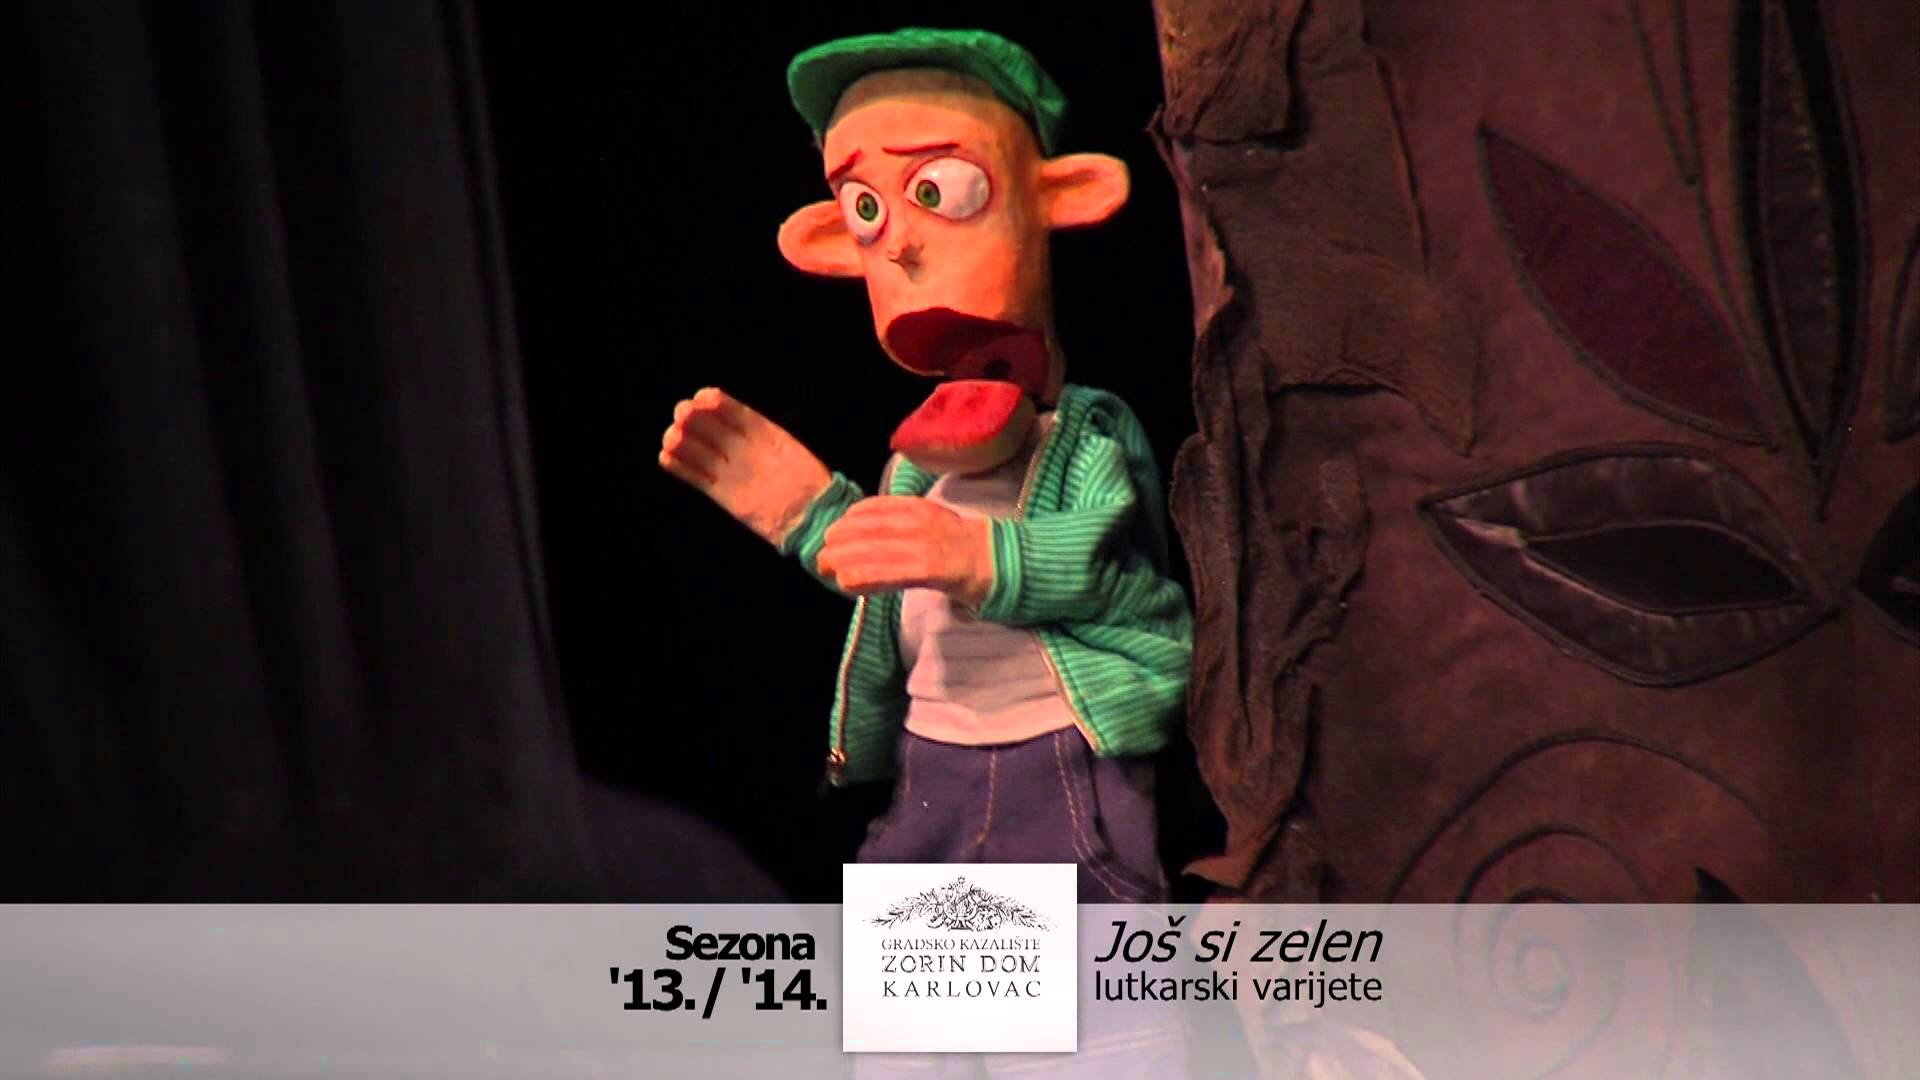 Sezona
'13. / '14.
GRADSKO KAZALIŠTE
ZORIN DOM
KARLOVAC
Još si zelen
lutkarski varijete